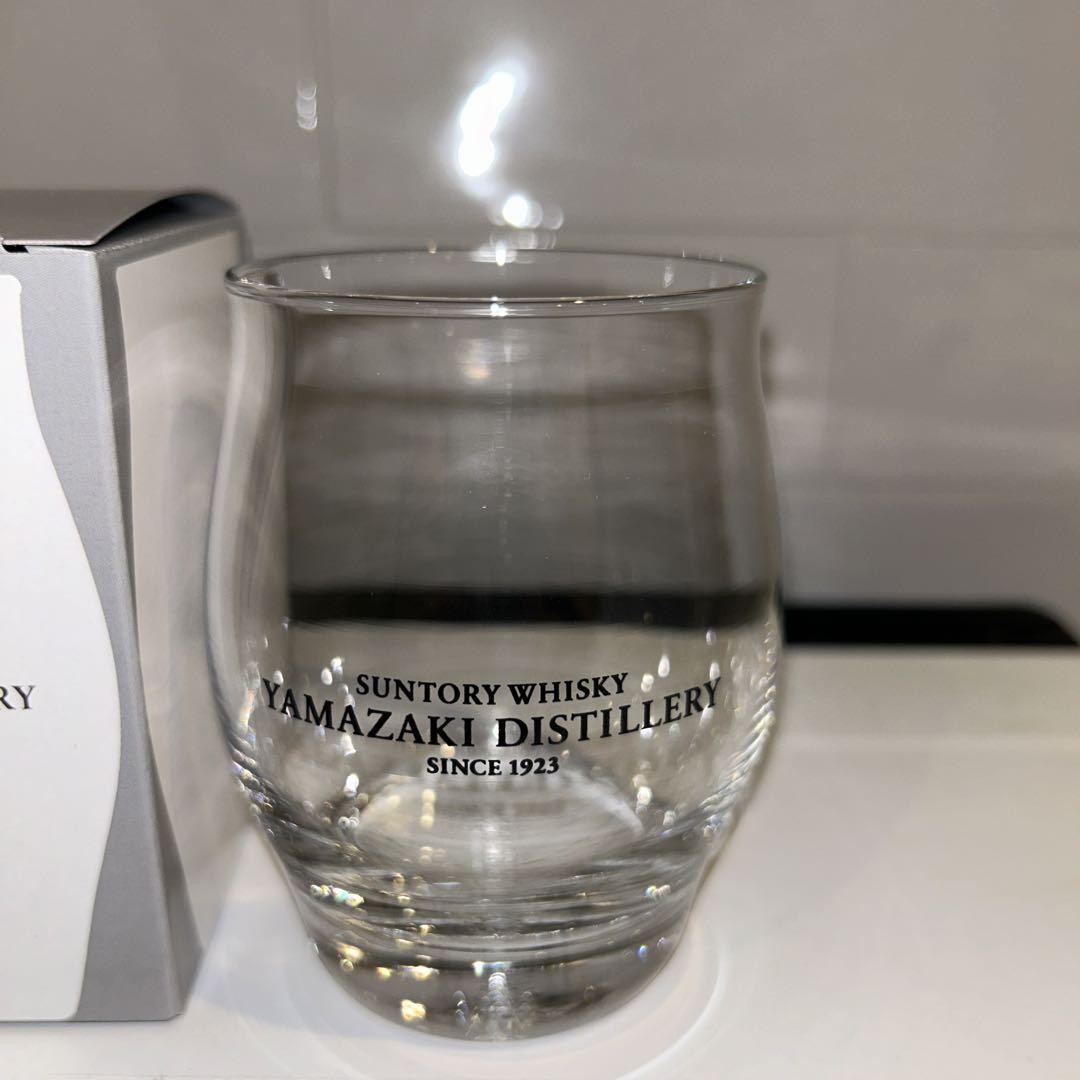 SUNTORY WHISKY
YAMAZAKI DISTILLERY
SINCE 1923
RY